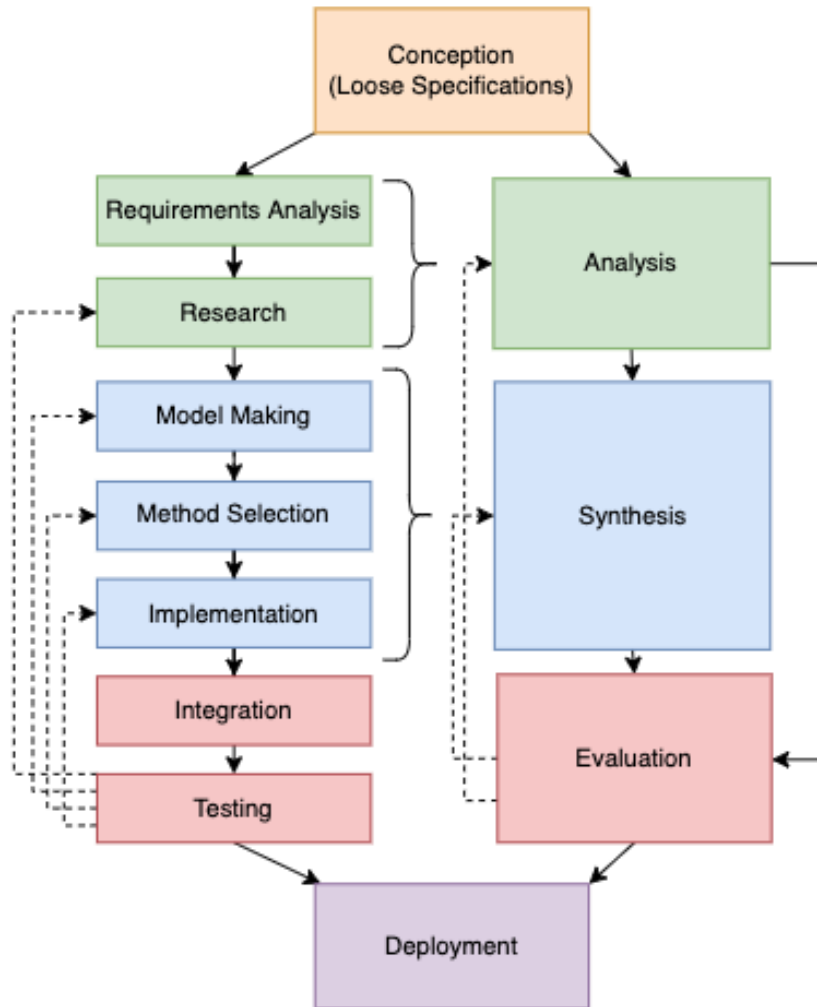 Conception
(Loose Specifications)
Requirements Analysis
Research
Model Making
Method Selection
Implementation
Integration
Testing
Analysis
Synthesis
Evaluation
Deployment